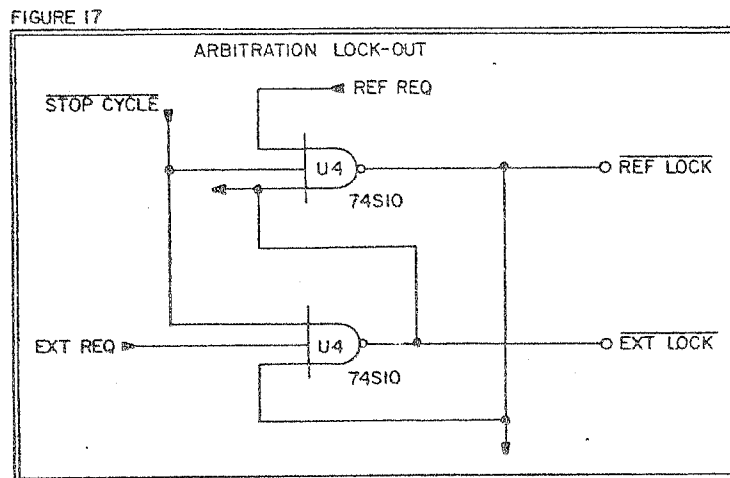 FIGURE 17
ARBITRATION LOCK-OUT
REF REQ
STOP CYCLE
U4
REF LOCK
74S10
EXT REQ
U4
EXT LOCK
74S10